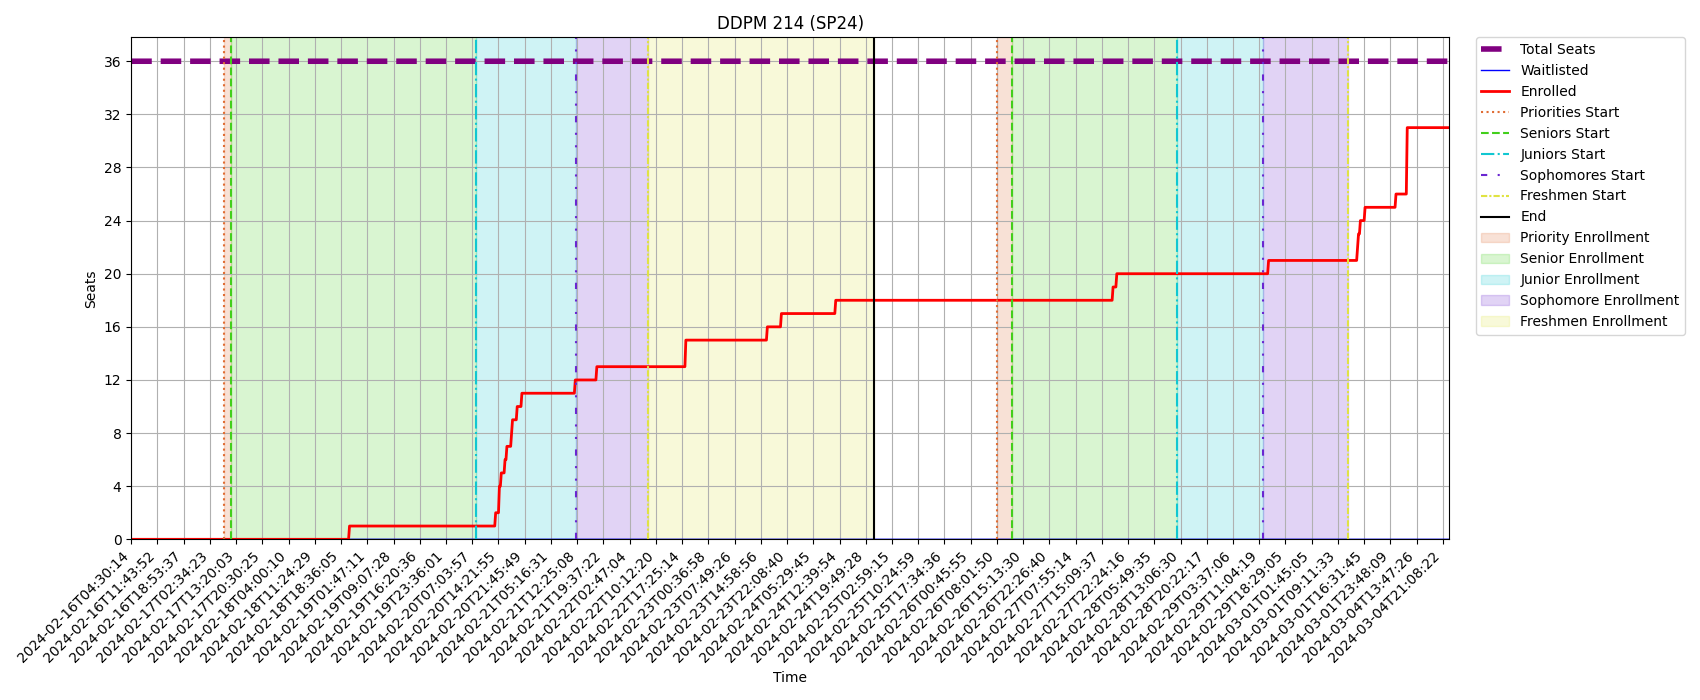 DDPM 214 (SP24)
Seats
36
32
28
24
20
16
12
8
4
0
2024-02-16T04:30:14
2024-02-16T11:43:52
2024-02-16T18:53:37
2024-02-17T02:34:23
2024-02-17T13:20:03
2024-02-17T20:30:25
2024-02-18T04:00:10
2024-02-18T11:24:29
2024-02-18T18:36:05
2024-02-19T01:47:11
2024-02-19T09:07:28
2024-02-19T16:20:36
2024-02-19T23:36:01
2024-02-20T07:03:57
2024-02-20T14:21:55
2024-02-20T21:45:49
2024-02-21T05:16:31
2024-02-21T12:25:08
2024-02-21T19:37:22
2024-02-22T02:47:04
2024-02-22T10:12:20
2024-02-22T17:25:14
2024-02-23T00:36:58
2024-02-23T07:49:26
2024-02-23T14:58:56
2024-02-23T22:08:40
2024-02-24T05:29:45
2024-02-24T12:39:54
2024-02-24T19:49:28
2024-02-25T02:59:15
2024-02-25T10:24:59
2024-02-25T17:34:36
2024-02-26T00:45:55
2024-02-26T08:01:50
2024-02-26T15:13:30
2024-02-26T22:26:40
2024-02-27T07:55:14
2024-02-27T15:09:37
2024-02-27T22:24:16
2024-02-28T05:49:35
2024-02-28T13:06:30
2024-02-28T20:22:17
2024-02-29T03:37:06
2024-02-29T11:04:19
2024-02-29T18:29:05
2024-03-01T01:45:05
2024-03-01T09:11:33
2024-03-01T16:31:45
2024-03-01T23:48:09
2024-03-04T13:47:26
2024-03-04T21:08:22
Time
Total Seats
Waitlisted
Enrolled
Priorities Start
Seniors Start
Juniors Start
Sophomores Start
Freshmen Start
End
Priority Enrollment
Senior Enrollment
Junior Enrollment
Sophomore Enrollment
Freshmen Enrollment